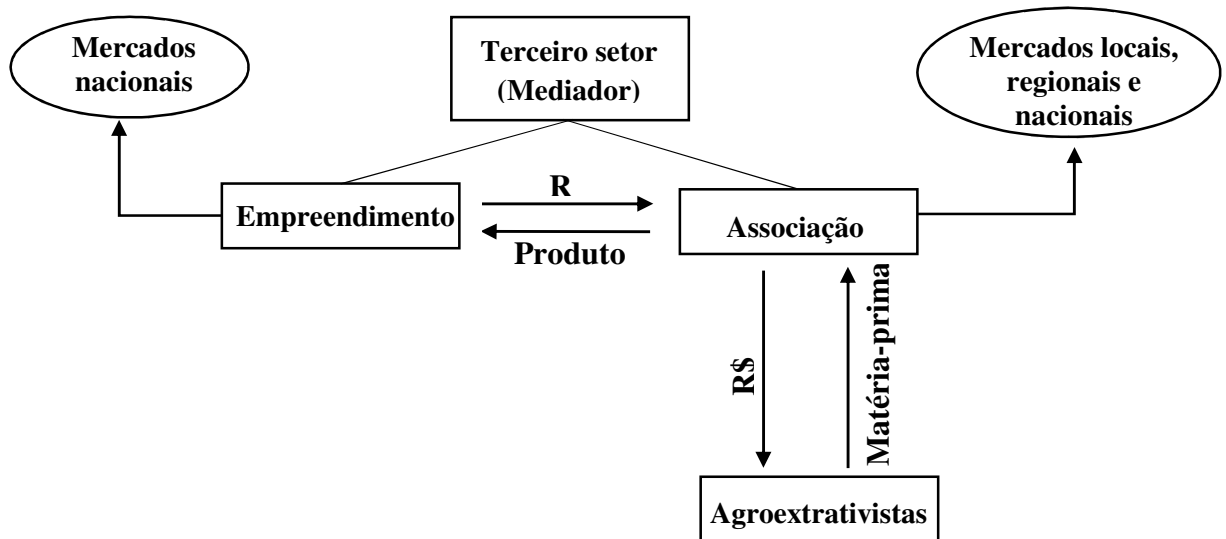 Mercados
nacionais
Terceiro setor
(Mediador)
Mercados locais,
regionais e
nacionais
Empreendimento
R
Produto
Associação
R$
Matéria-prima
Agroextrativistas